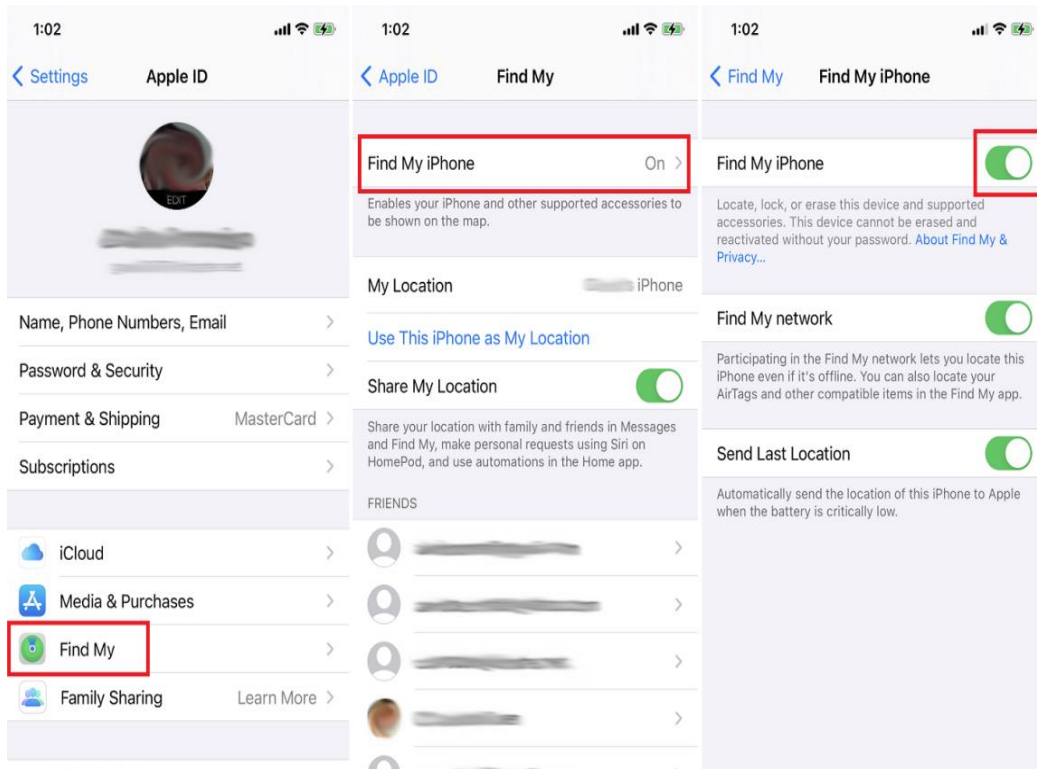 1:02
Settings
Apple ID
EDIT
Name, Phone Numbers, Email
Password & Security
Payment & Shipping MasterCard
Subscriptions
iCloud
Media & Purchases
Find My
Family Sharing Learn More
1:02
Apple ID
Find My
Find My iPhone On
Enables your iPhone and other supported accessories to
be shown on the map.
My Location iPhone
Use This iPhone as My Location
Share My Location
Share your location with family and friends in Messages
and Find My, make personal requests using Siri on
HomePod, and use automations in the Home app.
FRIENDS
1:02
Find My
Find My iPhone
Find My iPhone
Locate, lock, or erase this device and supported
accessories. This device cannot be erased and
reactivated without your password. About Find My &
Privacy...
Find My network
Participating in the Find My network lets you locate this
iPhone even if it's offline. You can also locate your
AirTags and other compatible items in the Find My app.
Send Last Location
Automatically send the location of this iPhone to Apple
when the battery is critically low.